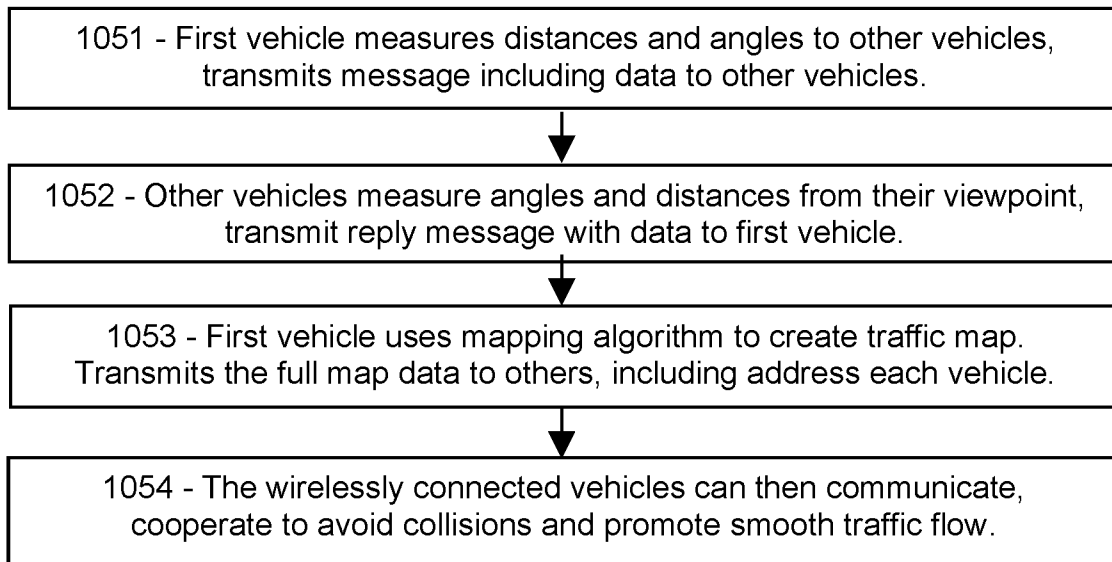 1051 - First vehicle measures distances and angles to other vehicles,
transmits message including data to other vehicles.
1052 - Other vehicles measure angles and distances from their viewpoint,
transmit reply message with data to first vehicle.
1053 - First vehicle uses mapping algorithm to create traffic map.
Transmits the full map data to others, including address each vehicle.
1054 - The wirelessly connected vehicles can then communicate,
cooperate to avoid collisions and promote smooth traffic flow.